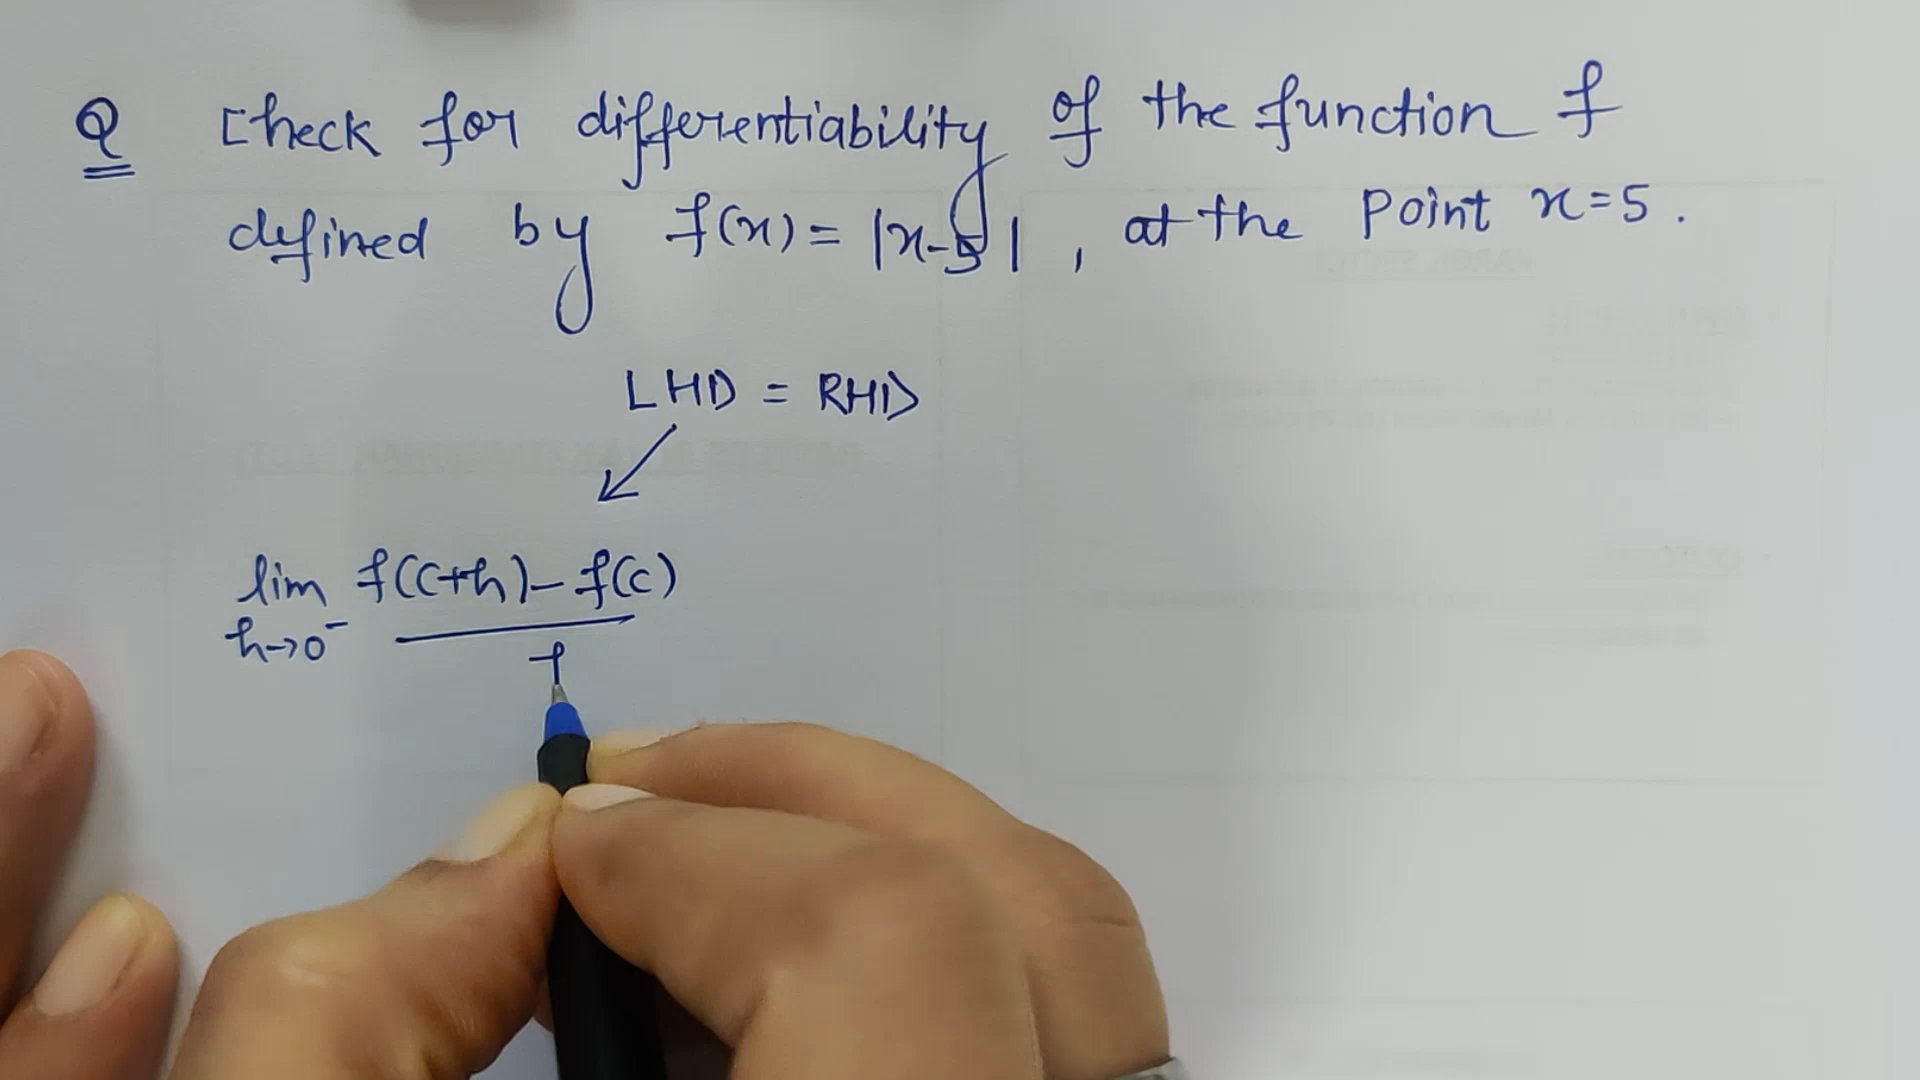 Q Check for differentiability of the function f
defined by f(x) = |x-5| , at the point x=5.
LHD = RHD
lim f(c+h) - f(c)
h→0⁻